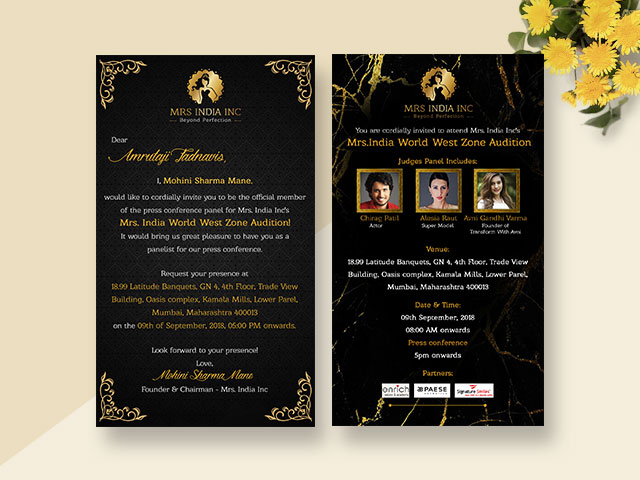 MRS INDIA INC
Beyond Perfection
Dear
Amrutaji Fadnavis,
I, Mohini Sharma Mane,
would like to cordially invite you to be the official member
of the press conference panel for Mrs. India Inc's
Mrs. India World West Zone Audition!
It would bring us great pleasure to have you as a
panelist for our press conference.
Request your presence at
18.99 Latitude Banquets, GN 4, 4th Floor, Trade View
Building, Oasis complex, Kamala Mills, Lower Parel,
Mumbai, Maharashtra 400013
on the 09th of September, 2018, 05:00 PM onwards.
Look forward to your presence!
Love,
Mohini Sharma Mane
Founder & Chairman - Mrs. India Inc
MRS INDIA INC
Beyond Perfection
You are cordially invited to attend Mrs. India Inc's
Mrs.India World West Zone Audition
Judges Panel Includes:
Chirag Patil
Actor
Alesia Raut
Super Model
Avni Gandhi Varma
Founder of
Transform With Avni
Venue:
18.99 Latitude Banquets, GN 4, 4th Floor, Trade View
Building, Oasis complex, Kamala Mills, Lower Parel,
Mumbai, Maharashtra 400013
Date & Time:
09th September, 2018
08:00 AM onwards
Press conference
5pm onwards
Partners:
enrich
PAESE
Signature Smiles